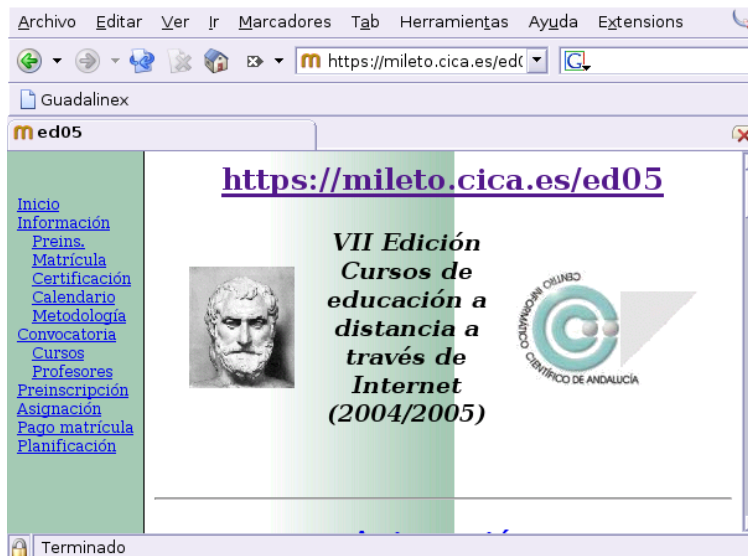 Archivo Editar Ver Ir Marcadores Tab Herramientas Ayuda Extensions
https://mileto.cica.es/ed
Guadalinex
ed05
https://mileto.cica.es/ed05
Inicio
Información
Preins.
Matrícula
Certificación
Calendario
Metodología
Convocatoria
Cursos
Profesores
Preinscripción
Asignación
Pago matrícula
Planificación
VII Edición
Cursos de
educación a
distancia a
través de
Internet
(2004/2005)
CENTRO INFORMÁTICO CIENTÍFICO DE ANDALUCÍA
Terminado